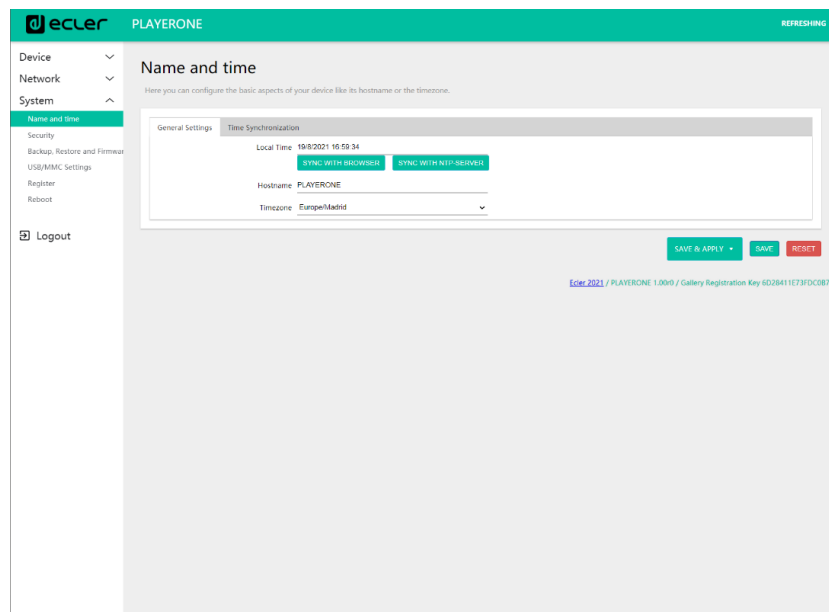 ecler PLAYERONE REFRESHING
Device
Network
System
Name and time
Security
Backup, Restore and Firmwar
USB/MMC Settings
Register
Reboot
Logout
Name and time
Here you can configure the basic aspects of your device like its hostname or the timezone.
General Settings Time Synchronization
Local Time 19/8/2021 16:59:34
SYNC WITH BROWSER SYNC WITH NTP-SERVER
Hostname PLAYERONE
Timezone Europe/Madrid
SAVE & APPLY SAVE RESET
Ecler 2021 / PLAYERONE 1.00r0 / Gallery Registration Key 6D28411E73FDC0B7